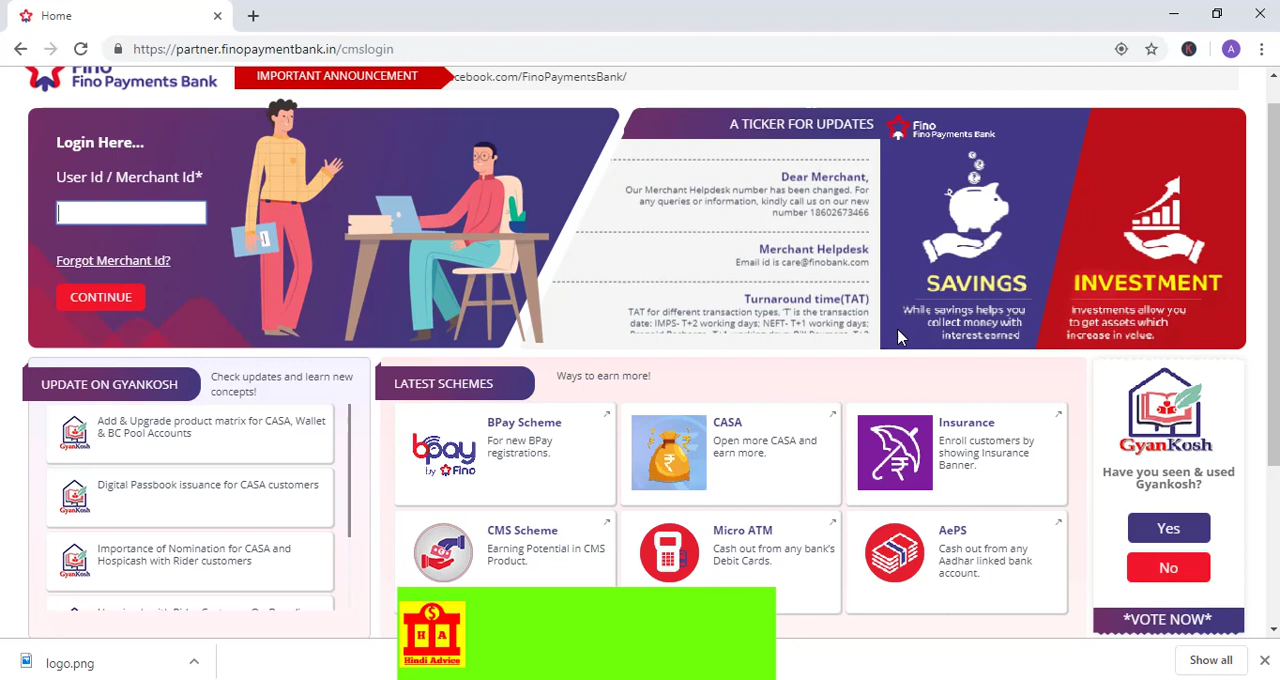 Home
https://partner.finopaymentbank.in/cmslogin
A
Fino
Fino Payments Bank
IMPORTANT ANNOUNCEMENT
cebook.com/FinoPaymentsBank/
Login Here...
User Id / Merchant Id*
Forgot Merchant Id?
CONTINUE
A TICKER FOR UPDATES
Dear Merchant,
Our Merchant Helpdesk number has been changed. For
any queries or information, kindly call us on our new
number 18602673466
Merchant Helpdesk
Email id is care@finobank.com
Turnaround time(TAT)
TAT for different transaction types, 'T' is the transaction
date: IMPS- T+2 working days; NEFT- T+1 working days;
Fino
Fino Payments Bank
SAVINGS
While savings helps you
collect money with
interest earned
INVESTMENT
Investments allow you
to get assets which
increase in value.
UPDATE ON GYANKOSH
Check updates and learn new
concepts!
GyanKosh
Add & Upgrade product matrix for CASA, Wallet
& BC Pool Accounts
GyanKosh
Digital Passbook issuance for CASA customers
GyanKosh
Importance of Nomination for CASA and
Hospicash with Rider customers
LATEST SCHEMES
Ways to earn more!
bpay
by Fino
BPay Scheme
For new BPay
registrations.
CASA
Open more CASA and
earn more.
Insurance
Enroll customers by
showing Insurance
Banner.
CMS Scheme
Earning Potential in CMS
Product.
Micro ATM
Cash out from any bank's
Debit Cards.
AePS
Cash out from any
Aadhar linked bank
account.
GyanKosh
Have you seen & used
Gyankosh?
Yes
No
*VOTE NOW*
H A
Hindi Advice
logo.png
Show all